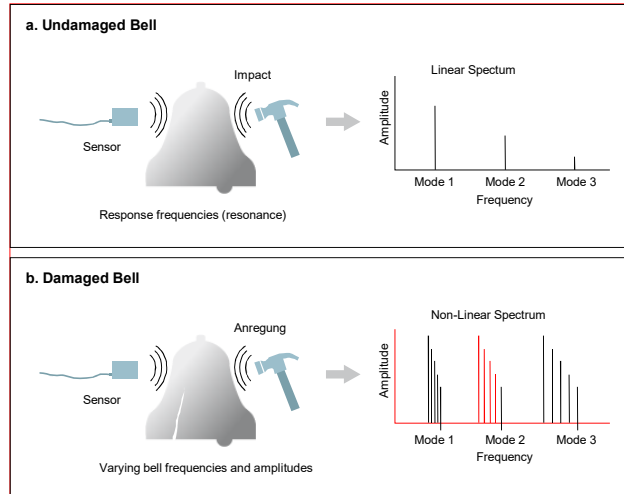 a. Undamaged Bell
Impact
Sensor
Response frequencies (resonance)
Linear Spectum
Amplitude
Mode 1 Mode 2 Mode 3
Frequency
b. Damaged Bell
Anregung
Sensor
Varying bell frequencies and amplitudes
Non-Linear Spectrum
Amplitude
Mode 1 Mode 2 Mode 3
Frequency